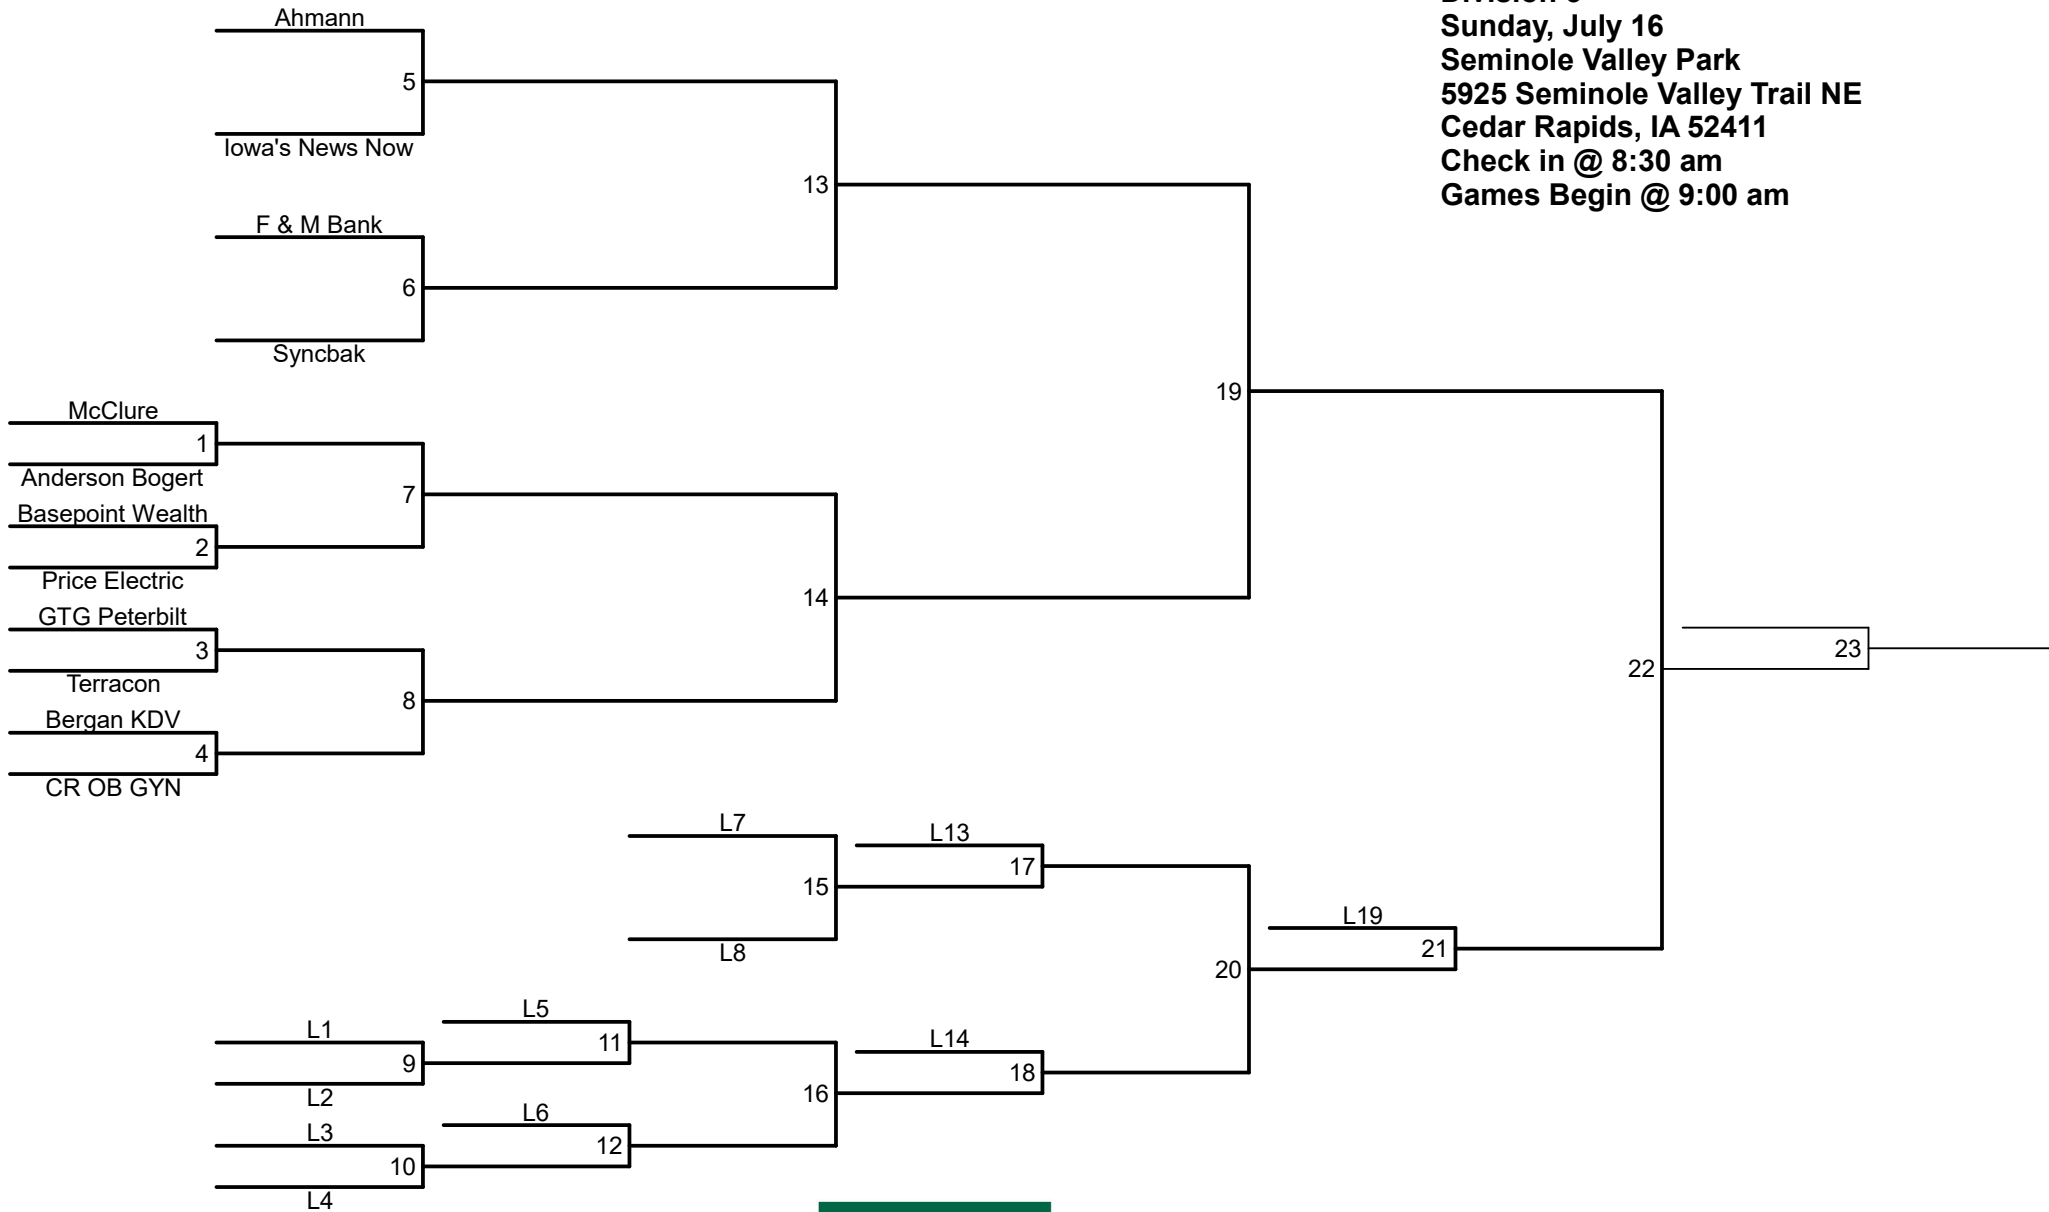 Sunday, July 16
Seminole Valley Park
5925 Seminole Valley Trail NE
Cedar Rapids, IA 52411
Check in @ 8:30 am
Games Begin @ 9:00 am
Ahmann
5
Iowa's News Now
13
F & M Bank
6
Syncbak
19
McClure
1
Anderson Bogert
7
Basepoint Wealth
2
Price Electric
14
GTG Peterbilt
3
Terracon
8
Bergan KDV
4
CR OB GYN
22
23
L7
15
L8
L13
17
L19
21
20
L1
9
L2
L5
11
L14
18
16
L3
10
L4
L6
12